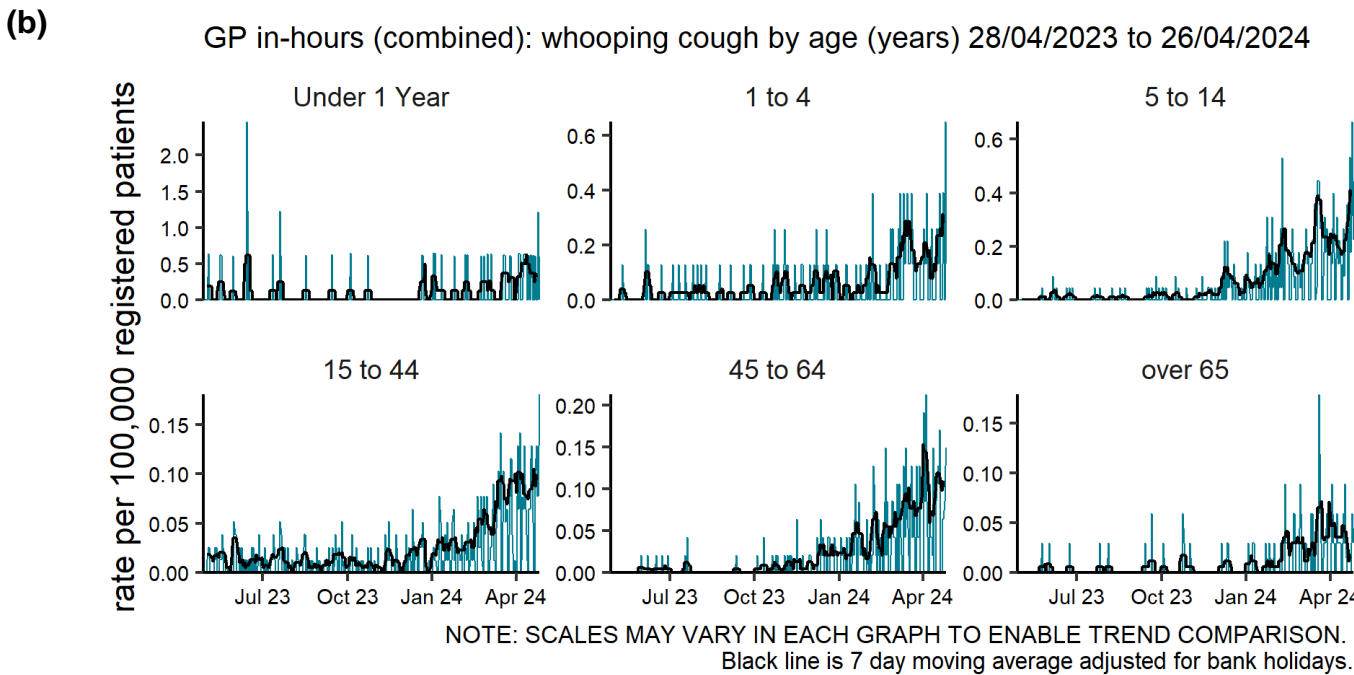 (b)
GP in-hours (combined): whooping cough by age (years) 28/04/2023 to 26/04/2024
rate per 100,000 registered patients
Under 1 Year
2.0
1.5
1.0
0.5
0.0
1 to 4
0.6
0.4
0.2
0.0
5 to 14
0.6
0.4
0.2
0.0
15 to 44
0.15
0.10
0.05
0.00
Jul 23 Oct 23 Jan 24 Apr 24
45 to 64
0.20
0.15
0.10
0.05
0.00
Jul 23 Oct 23 Jan 24 Apr 24
over 65
0.15
0.10
0.05
0.00
Jul 23 Oct 23 Jan 24 Apr 24
NOTE: SCALES MAY VARY IN EACH GRAPH TO ENABLE TREND COMPARISON.
Black line is 7 day moving average adjusted for bank holidays.